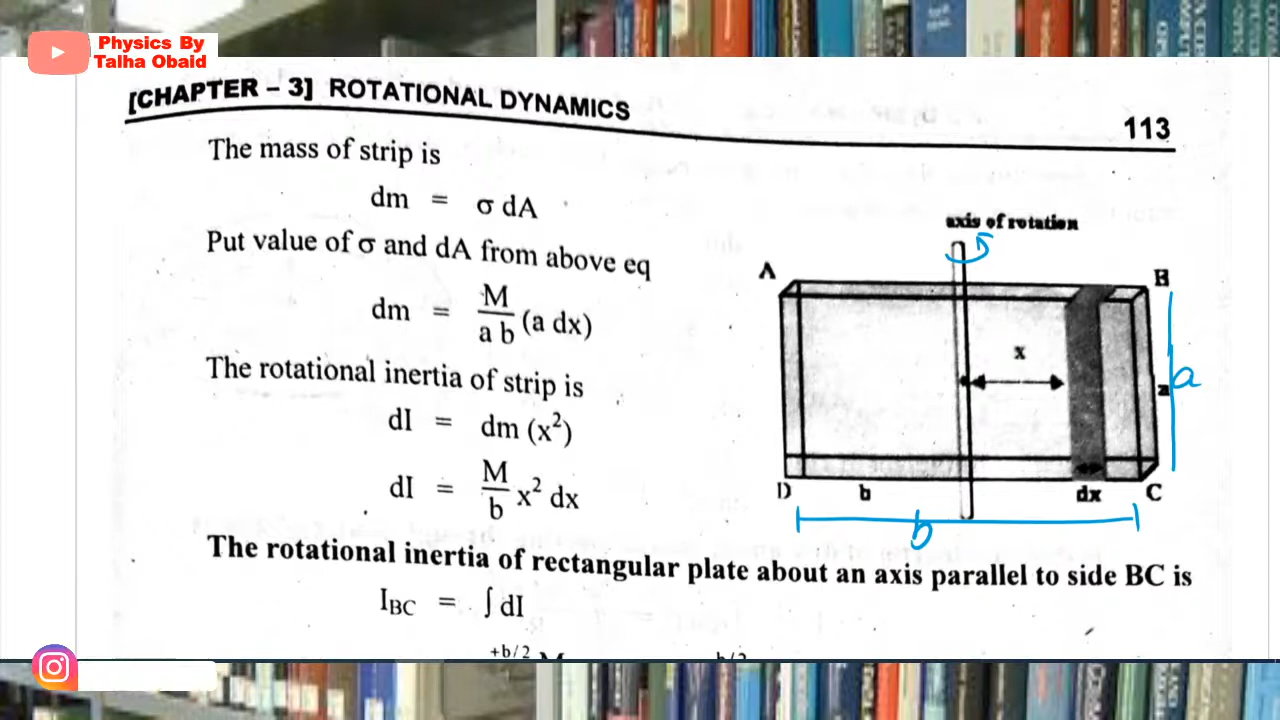 Physics By
Talha Obaid
[CHAPTER – 3] ROTATIONAL DYNAMICS
113
The mass of strip is
dm = σ dA
Put value of σ and dA from above eq
dm = M/a b (a dx)
The rotational inertia of strip is
dI = dm (x²)
dI = M/b x² dx
axis of rotation
A
B
x
a
a
D
b
dx
C
b
The rotational inertia of rectangular plate about an axis parallel to side BC is
I_BC = ∫ dI
+b/2